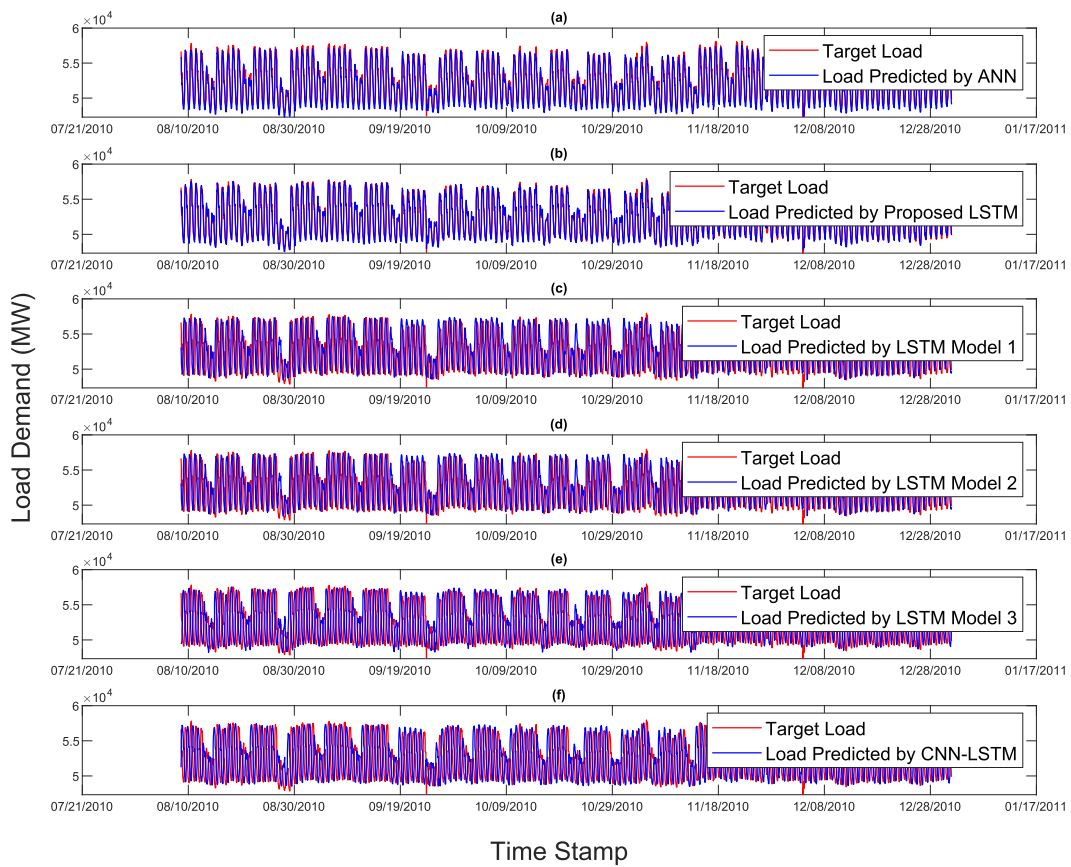 (a)
×10⁴
6
5.5
5
Target Load
Load Predicted by ANN
07/21/2010 08/10/2010 08/30/2010 09/19/2010 10/09/2010 10/29/2010 11/18/2010 12/08/2010 12/28/2010 01/17/2011
(b)
×10⁴
6
5.5
5
Target Load
Load Predicted by Proposed LSTM
07/21/2010 08/10/2010 08/30/2010 09/19/2010 10/09/2010 10/29/2010 11/18/2010 12/08/2010 12/28/2010 01/17/2011
(c)
×10⁴
6
5.5
5
Target Load
Load Predicted by LSTM Model 1
07/21/2010 08/10/2010 08/30/2010 09/19/2010 10/09/2010 10/29/2010 11/18/2010 12/08/2010 12/28/2010 01/17/2011
Load Demand (MW)
(d)
×10⁴
6
5.5
5
Target Load
Load Predicted by LSTM Model 2
07/21/2010 08/10/2010 08/30/2010 09/19/2010 10/09/2010 10/29/2010 11/18/2010 12/08/2010 12/28/2010 01/17/2011
(e)
×10⁴
6
5.5
5
Target Load
Load Predicted by LSTM Model 3
07/21/2010 08/10/2010 08/30/2010 09/19/2010 10/09/2010 10/29/2010 11/18/2010 12/08/2010 12/28/2010 01/17/2011
(f)
×10⁴
6
5.5
5
Target Load
Load Predicted by CNN-LSTM
07/21/2010 08/10/2010 08/30/2010 09/19/2010 10/09/2010 10/29/2010 11/18/2010 12/08/2010 12/28/2010 01/17/2011
Time Stamp